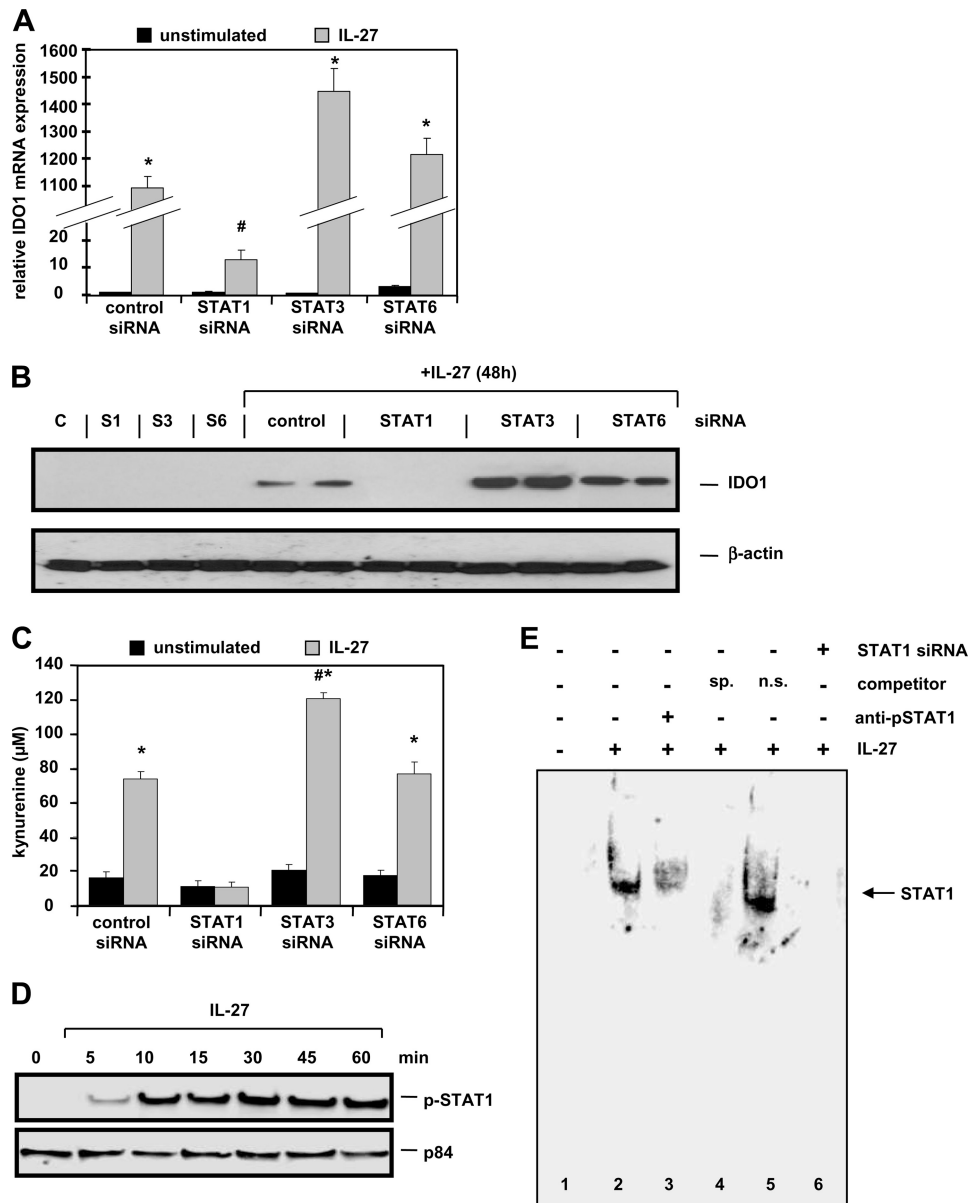 A
unstimulated IL-27
relative IDO1 mRNA expression
1600
1500
1400
1300
1200
1100
20
10
0
*
#
*
*
control siRNA
STAT1 siRNA
STAT3 siRNA
STAT6 siRNA
B
+IL-27 (48h)
C | S1 | S3 | S6 | control | STAT1 | STAT3 | STAT6 siRNA
IDO1
β-actin
C
unstimulated IL-27
kynurenine (µM)
140
120
100
80
60
40
20
0
*
#*
*
control siRNA
STAT1 siRNA
STAT3 siRNA
STAT6 siRNA
D
IL-27
0 5 10 15 30 45 60 min
p-STAT1
p84
E
- - - - - + STAT1 siRNA
- - - sp. n.s. - competitor
- - + - - - anti-pSTAT1
- + + + + + IL-27
STAT1
1 2 3 4 5 6